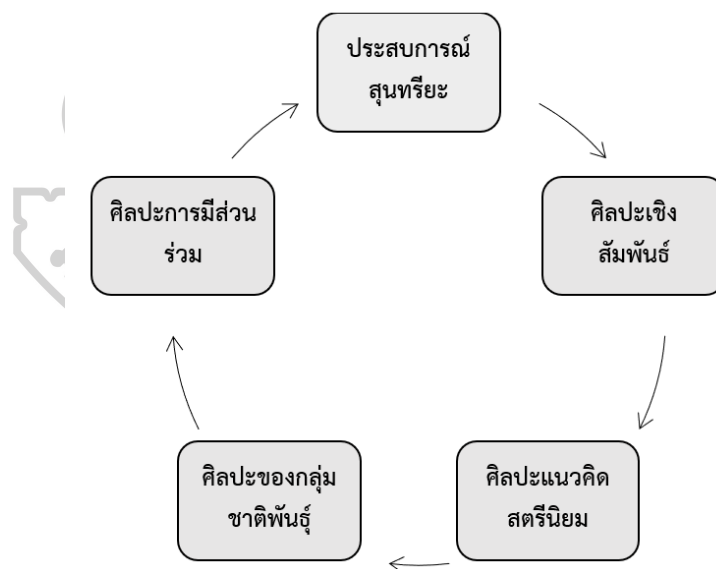 ประสบการณ์
สุนทรียะ
ศิลปะเชิง
สัมพันธ์
ศิลปะแนวคิด
สตรีนิยม
ศิลปะของกลุ่ม
ชาติพันธุ์
ศิลปะการมีส่วน
ร่วม